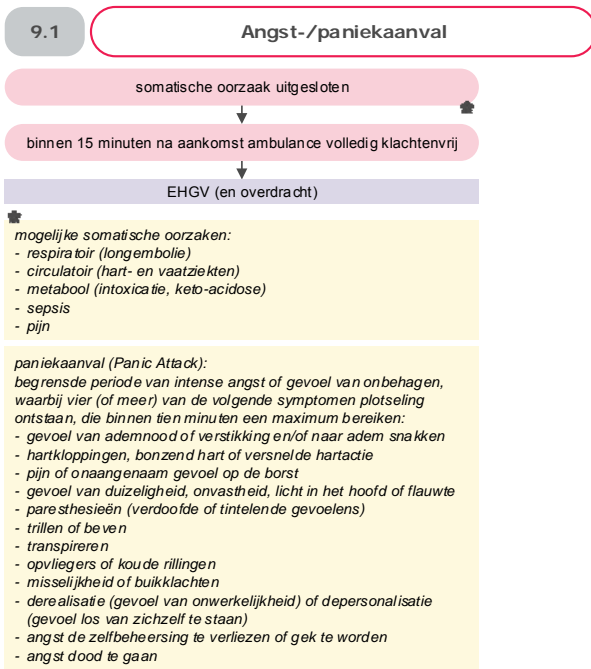 9.1
Angst-/paniekaanval
somatische oorzaak uitgesloten
binnen 15 minuten na aankomst ambulance volledig klachtenvrij
EHGV (en overdracht)
mogelijke somatische oorzaken:
- respiratoir (longembolie)
- circulatoir (hart- en vaatziekten)
- metabool (intoxicatie, keto-acidose)
- sepsis
- pijn
paniekaanval (Panic Attack):
begrensde periode van intense angst of gevoel van onbehagen,
waarbij vier (of meer) van de volgende symptomen plotseling
ontstaan, die binnen tien minuten een maximum bereiken:
- gevoel van ademnood of verstikking en/of naar adem snakken
- hartkloppingen, bonzend hart of versnelde hartactie
- pijn of onaangenaam gevoel op de borst
- gevoel van duizeligheid, onvastheid, licht in het hoofd of flauwte
- paresthesieën (verdoofde of tintelende gevoelens)
- trillen of beven
- transpireren
- opvliegers of koude rillingen
- misselijkheid of buikklachten
- derealisatie (gevoel van onwerkelijkheid) of depersonalisatie
(gevoel los van zichzelf te staan)
- angst de zelfbeheersing te verliezen of gek te worden
- angst dood te gaan